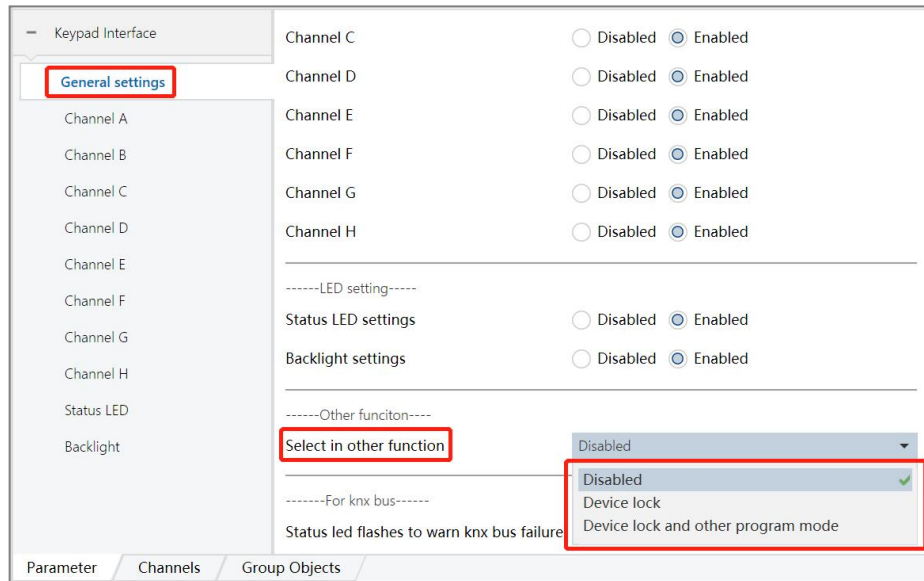 Keypad Interface
General settings
Channel A
Channel B
Channel C
Channel D
Channel E
Channel F
Channel G
Channel H
Status LED
Backlight
Channel C Disabled Enabled
Channel D Disabled Enabled
Channel E Disabled Enabled
Channel F Disabled Enabled
Channel G Disabled Enabled
Channel H Disabled Enabled
------LED setting-----
Status LED settings Disabled Enabled
Backlight settings Disabled Enabled
------Other funciton----
Select in other function Disabled
Disabled
Device lock
Device lock and other program mode
-------For knx bus------
Status led flashes to warn knx bus failure
Parameter Channels Group Objects